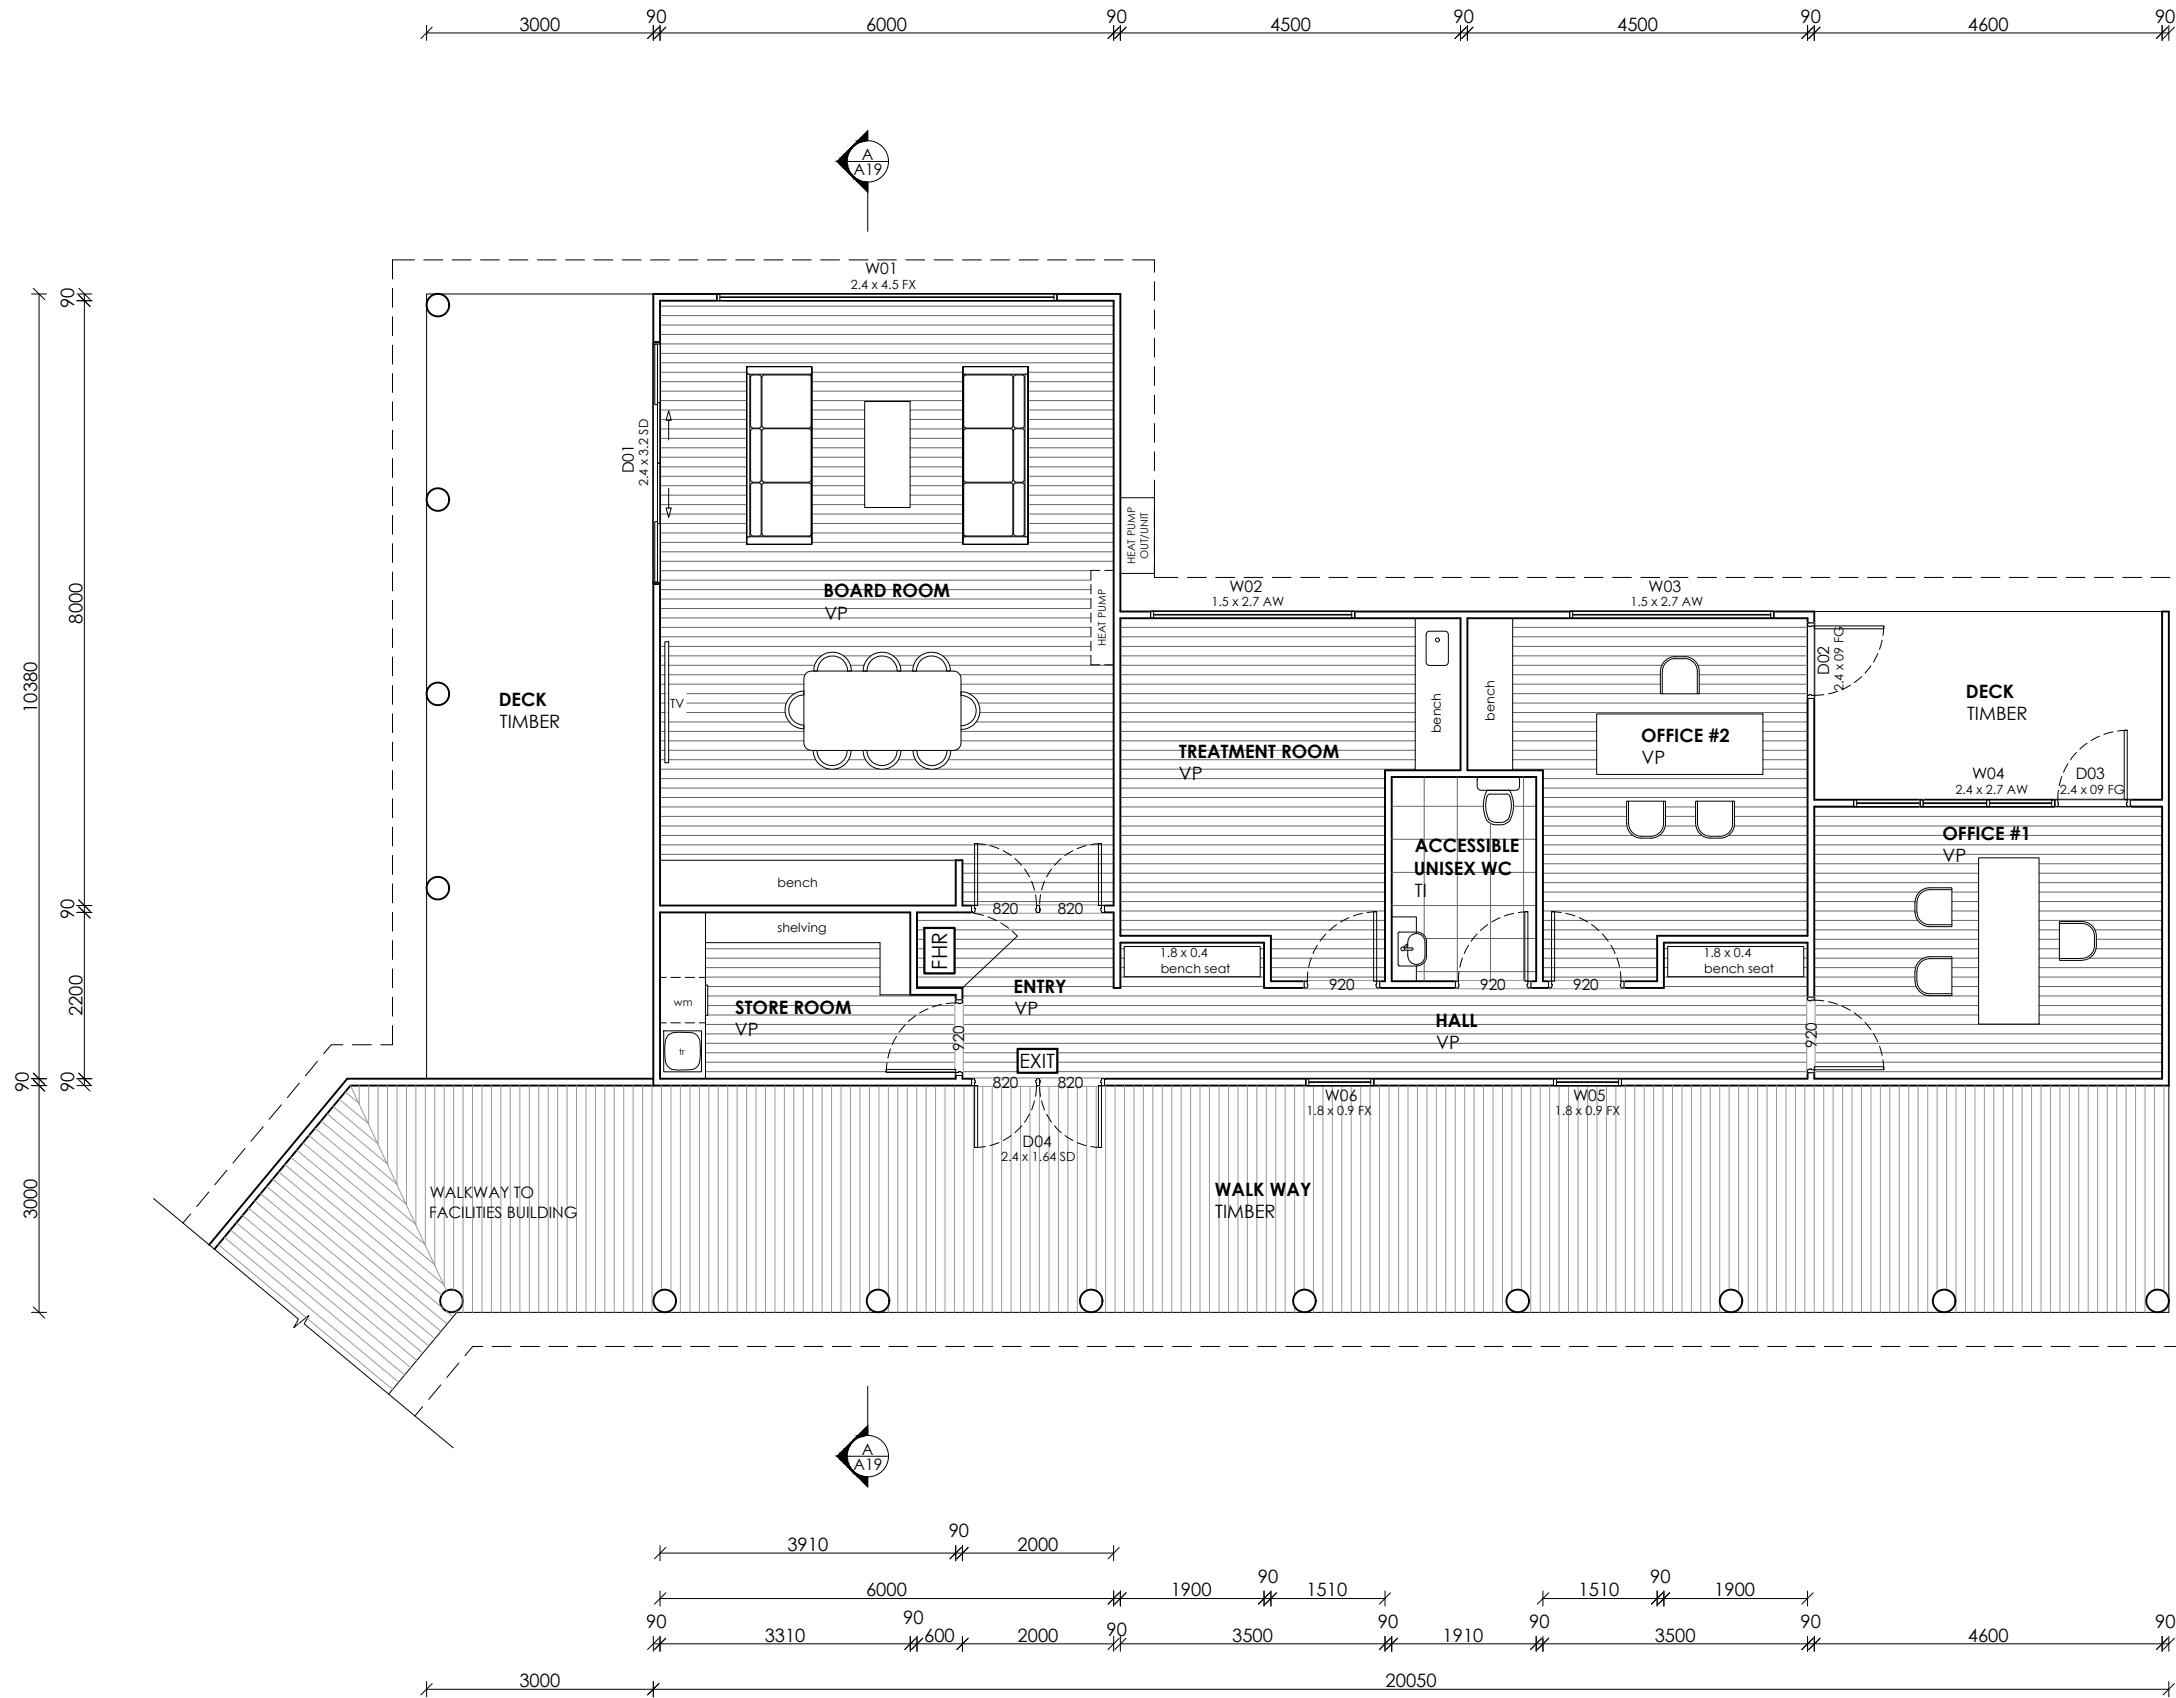 3000
90
6000
90
4500
90
4500
90
4600
90
A
A19
W01
2.4 x 4.5 FX
90
8000
10380
90
2200
90
90
3000
D01
2.4 x 3.2 SD
HEAT PUMP
OUT/UNIT
HEAT PUMP
BOARD ROOM
VP
TV
DECK
TIMBER
W02
1.5 x 2.7 AW
W03
1.5 x 2.7 AW
D02
2.4 x 09 FG
bench
bench
TREATMENT ROOM
VP
OFFICE #2
VP
DECK
TIMBER
W04
2.4 x 2.7 AW
D03
2.4 x 09 FG
OFFICE #1
VP
ACCESSIBLE
UNISEX WC
TI
bench
820
820
shelving
FHR
1.8 x 0.4
bench seat
1.8 x 0.4
bench seat
920
920
920
ENTRY
VP
wm
STORE ROOM
VP
tr
920
HALL
VP
920
EXIT
820
820
W06
1.8 x 0.9 FX
W05
1.8 x 0.9 FX
D04
2.4 x 1.64 SD
WALKWAY TO
FACILITIES BUILDING
WALK WAY
TIMBER
A
A19
3910
90
2000
6000
1900
90
1510
1510
90
1900
90
3310
90
600
2000
90
3500
90
1910
90
3500
90
4600
90
3000
20050